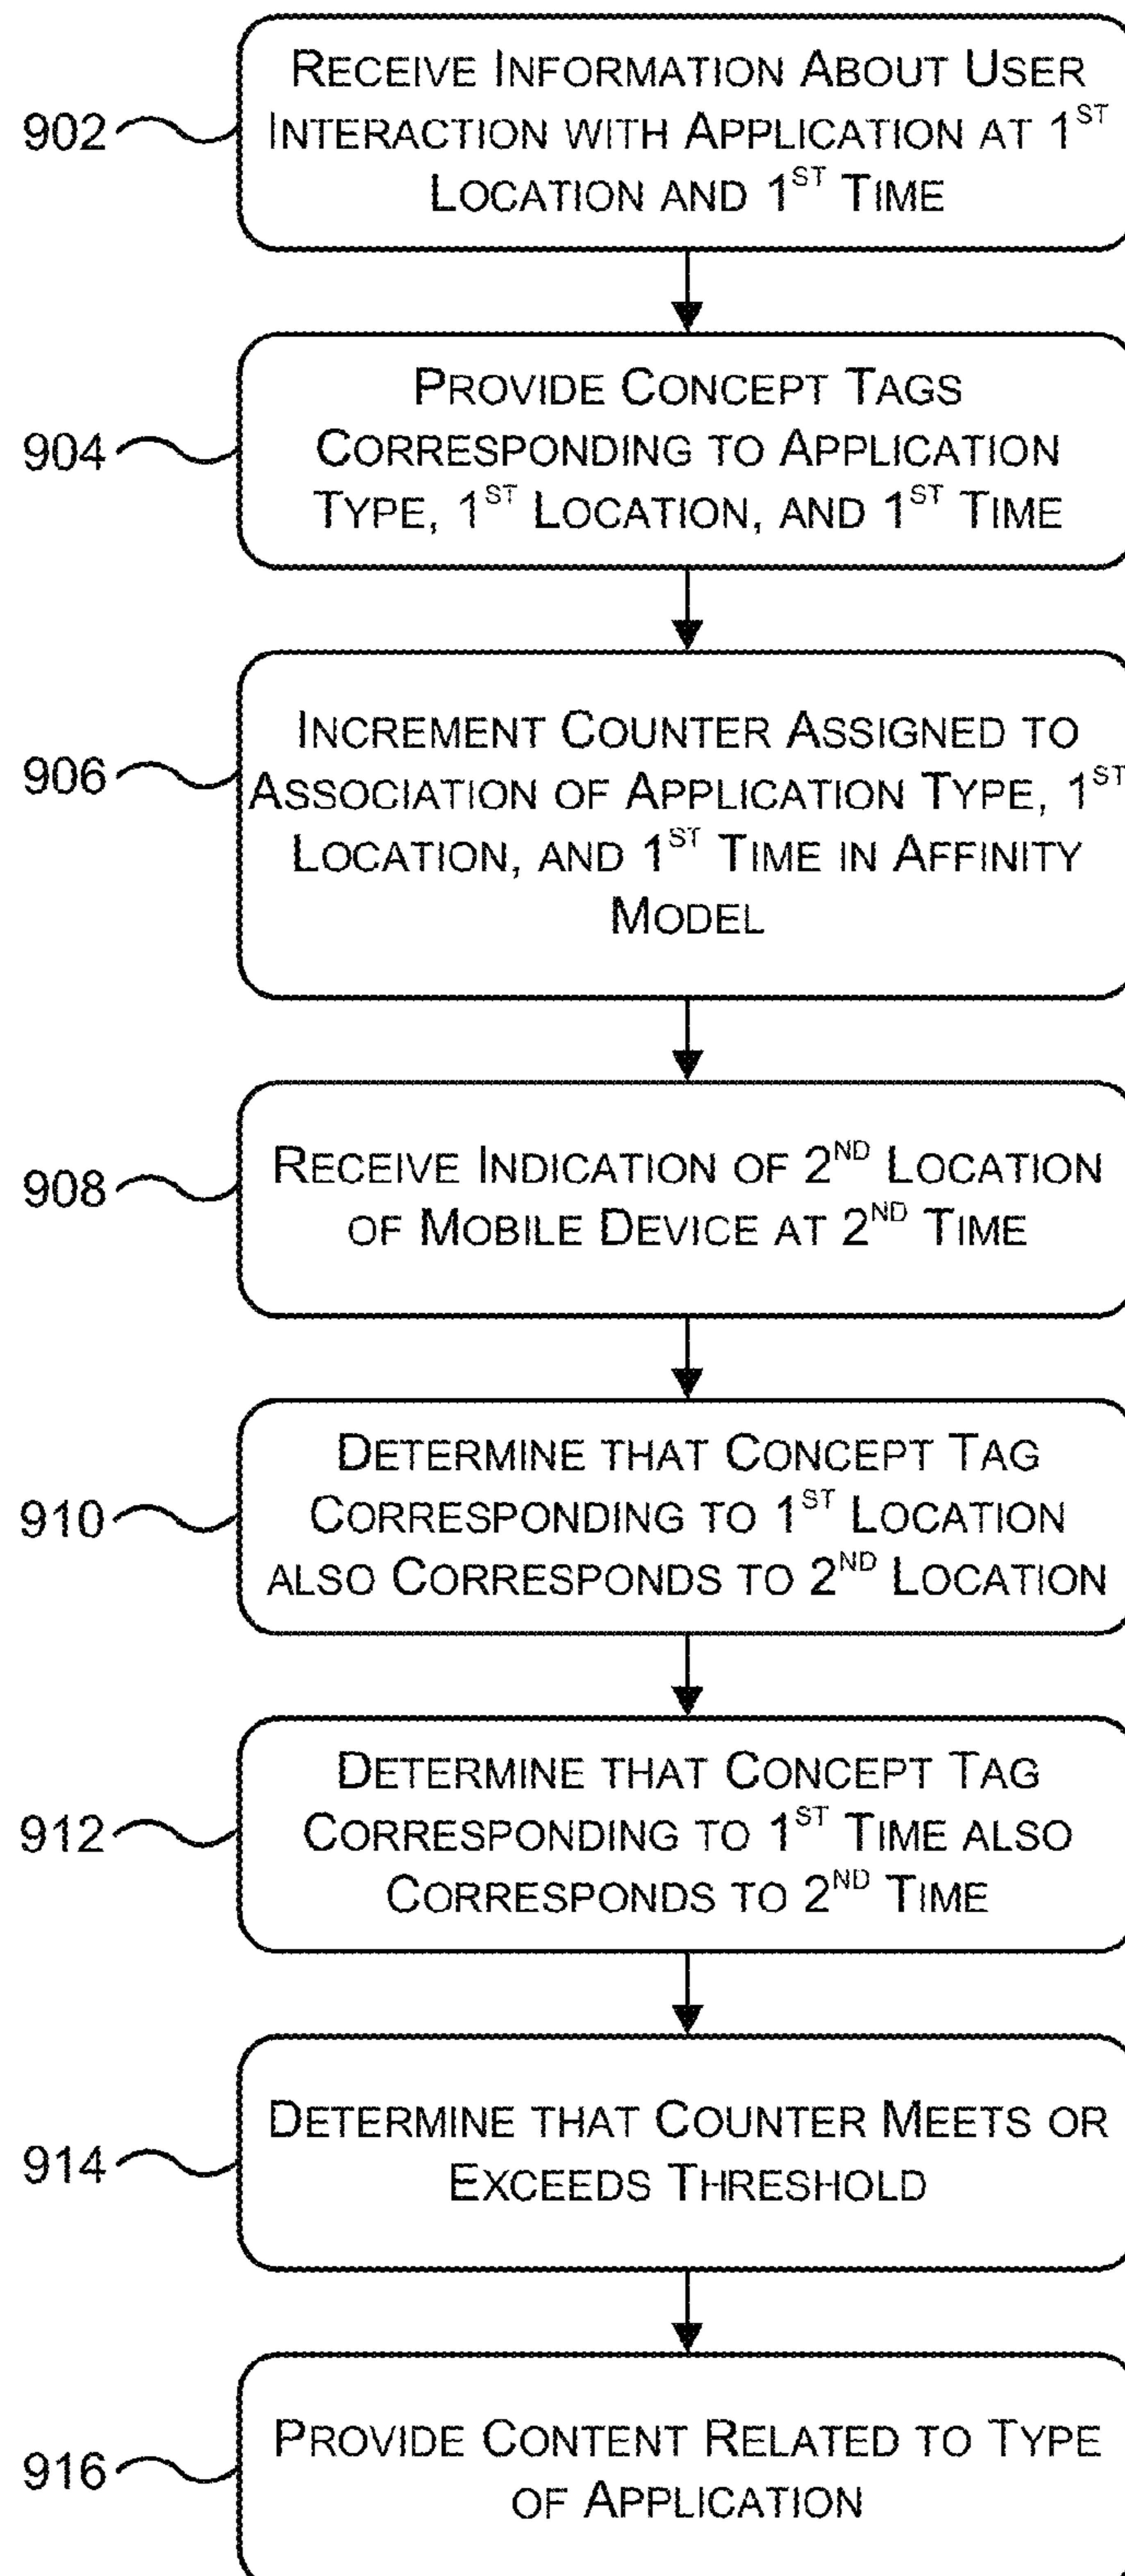 902
RECEIVE INFORMATION ABOUT USER
INTERACTION WITH APPLICATION AT 1ST
LOCATION AND 1ST TIME
904
PROVIDE CONCEPT TAGS
CORRESPONDING TO APPLICATION
TYPE, 1ST LOCATION, AND 1ST TIME
906
INCREMENT COUNTER ASSIGNED TO
ASSOCIATION OF APPLICATION TYPE, 1ST
LOCATION, AND 1ST TIME IN AFFINITY
MODEL
908
RECEIVE INDICATION OF 2ND LOCATION
OF MOBILE DEVICE AT 2ND TIME
910
DETERMINE THAT CONCEPT TAG
CORRESPONDING TO 1ST LOCATION
ALSO CORRESPONDS TO 2ND LOCATION
912
DETERMINE THAT CONCEPT TAG
CORRESPONDING TO 1ST TIME ALSO
CORRESPONDS TO 2ND TIME
914
DETERMINE THAT COUNTER MEETS OR
EXCEEDS THRESHOLD
916
PROVIDE CONTENT RELATED TO TYPE
OF APPLICATION